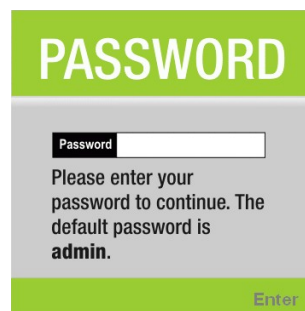 PASSWORD
Password
Please enter your
password to continue. The
default password is
admin.
Enter